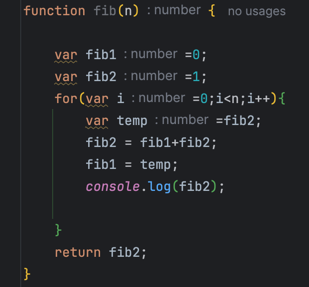 function fib(n) : number { no usages
var fib1 : number =0;
var fib2 : number =1;
for(var i : number =0;i<n;i++){
var temp : number =fib2;
fib2 = fib1+fib2;
fib1 = temp;
console.log(fib2);
}
return fib2;
}